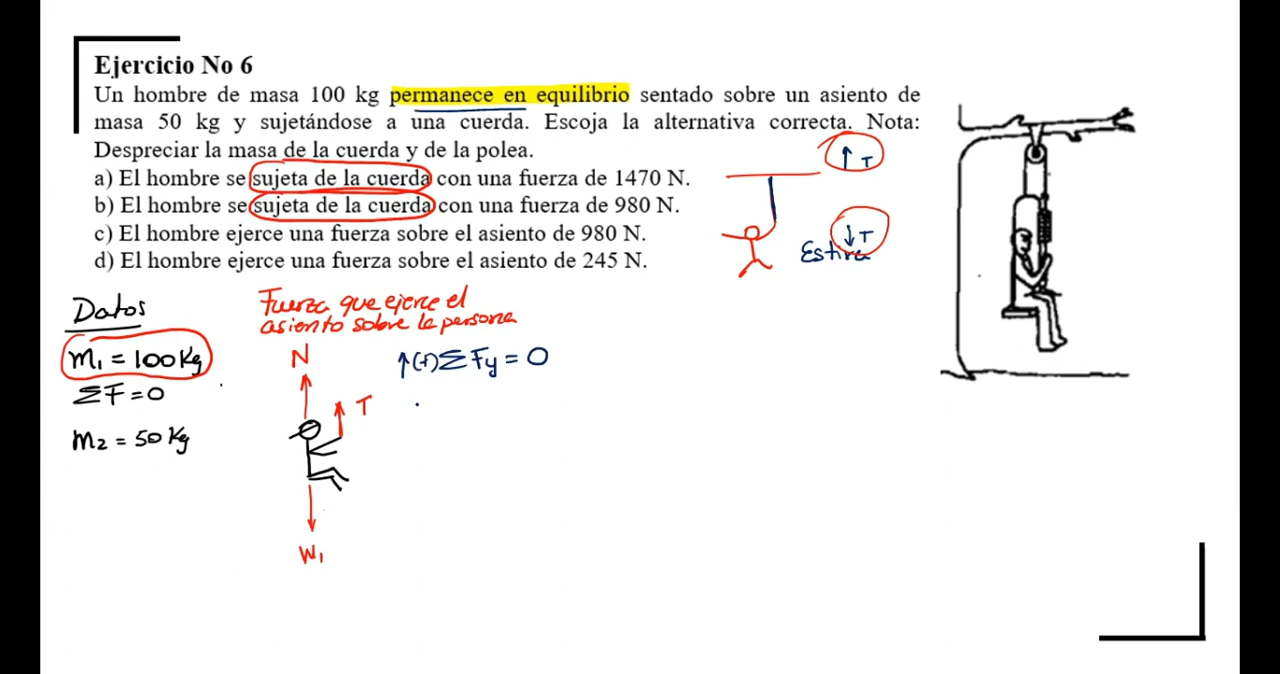 Ejercicio No 6
Un hombre de masa 100 kg permanece en equilibrio sentado sobre un asiento de
masa 50 kg y sujetándose a una cuerda. Escoja la alternativa correcta. Nota:
Despreciar la masa de la cuerda y de la polea.
a) El hombre se sujeta de la cuerda con una fuerza de 1470 N.
b) El hombre se sujeta de la cuerda con una fuerza de 980 N.
c) El hombre ejerce una fuerza sobre el asiento de 980 N.
d) El hombre ejerce una fuerza sobre el asiento de 245 N.
↑ T
↓ T
Estira
Datos
m₁ = 100 Kg
ΣF = 0
m₂ = 50 Kg
Fuerza que ejerce el
asiento sobre la persona
N
T
W₁
↑(+) ΣFy = 0